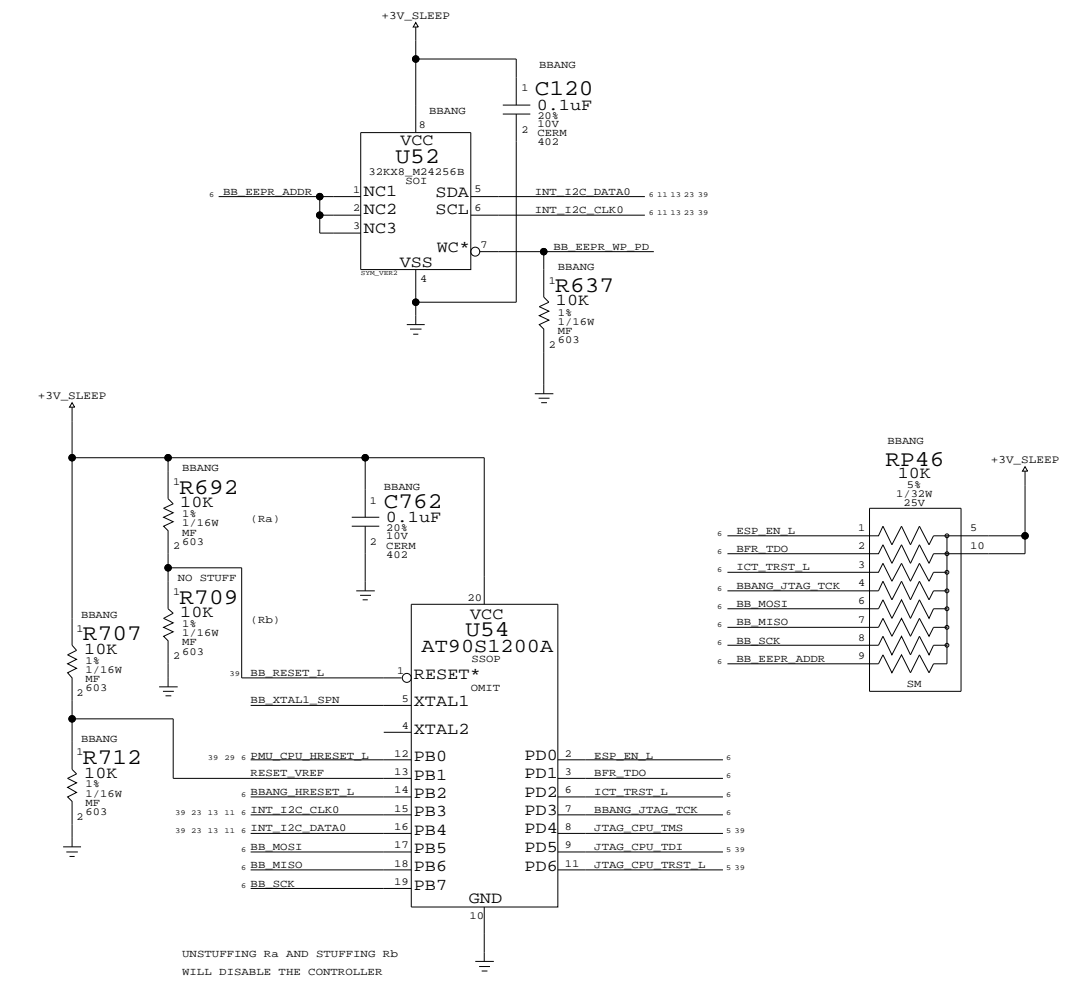 +3V_SLEEP
BBANG
1 C120
0.1uF
20%
10V
CERM
2 402
BBANG
8
VCC
U52
32KX8_M24256B
SOI
6 BB_EEPR_ADDR 1 NC1 SDA 5 INT_I2C_DATA0 6 11 13 23 39
2 NC2 SCL 6 INT_I2C_CLK0 6 11 13 23 39
3 NC3
WC* 7 BB_EEPR_WP_PD
VSS
SYM_VER2
4
BBANG
1 R637
10K
1%
1/16W
MF
2 603
+3V_SLEEP
BBANG
1 R692
10K
1%
1/16W
MF
2 603
(Ra)
BBANG
1 C762
0.1uF
20%
10V
CERM
2 402
NO STUFF
1 R709
10K
1%
1/16W
MF
2 603
(Rb)
BBANG
1 R707
10K
1%
1/16W
MF
2 603
BBANG
1 R712
10K
1%
1/16W
MF
2 603
20
VCC
U54
AT90S1200A
SSOP
OMIT
39 BB_RESET_L 1 RESET*
BB_XTAL1_SPN 5 XTAL1
4 XTAL2
39 29 6 PMU_CPU_HRESET_L 12 PB0 PD0 2 ESP_EN_L 6
RESET_VREF 13 PB1 PD1 3 BFR_TDO 6
6 BBANG_HRESET_L 14 PB2 PD2 6 ICT_TRST_L 6
39 23 13 11 6 INT_I2C_CLK0 15 PB3 PD3 7 BBANG_JTAG_TCK 6
39 23 13 11 6 INT_I2C_DATA0 16 PB4 PD4 8 JTAG_CPU_TMS 5 39
6 BB_MOSI 17 PB5 PD5 9 JTAG_CPU_TDI 5 39
6 BB_MISO 18 PB6 PD6 11 JTAG_CPU_TRST_L 5 39
6 BB_SCK 19 PB7
GND
10
BBANG
RP46
10K
5%
1/32W
25V
+3V_SLEEP
6 ESP_EN_L 1 5
6 BFR_TDO 2 10
6 ICT_TRST_L 3
6 BBANG_JTAG_TCK 4
6 BB_MOSI 6
6 BB_MISO 7
6 BB_SCK 8
6 BB_EEPR_ADDR 9
SM
UNSTUFFING Ra AND STUFFING Rb
WILL DISABLE THE CONTROLLER